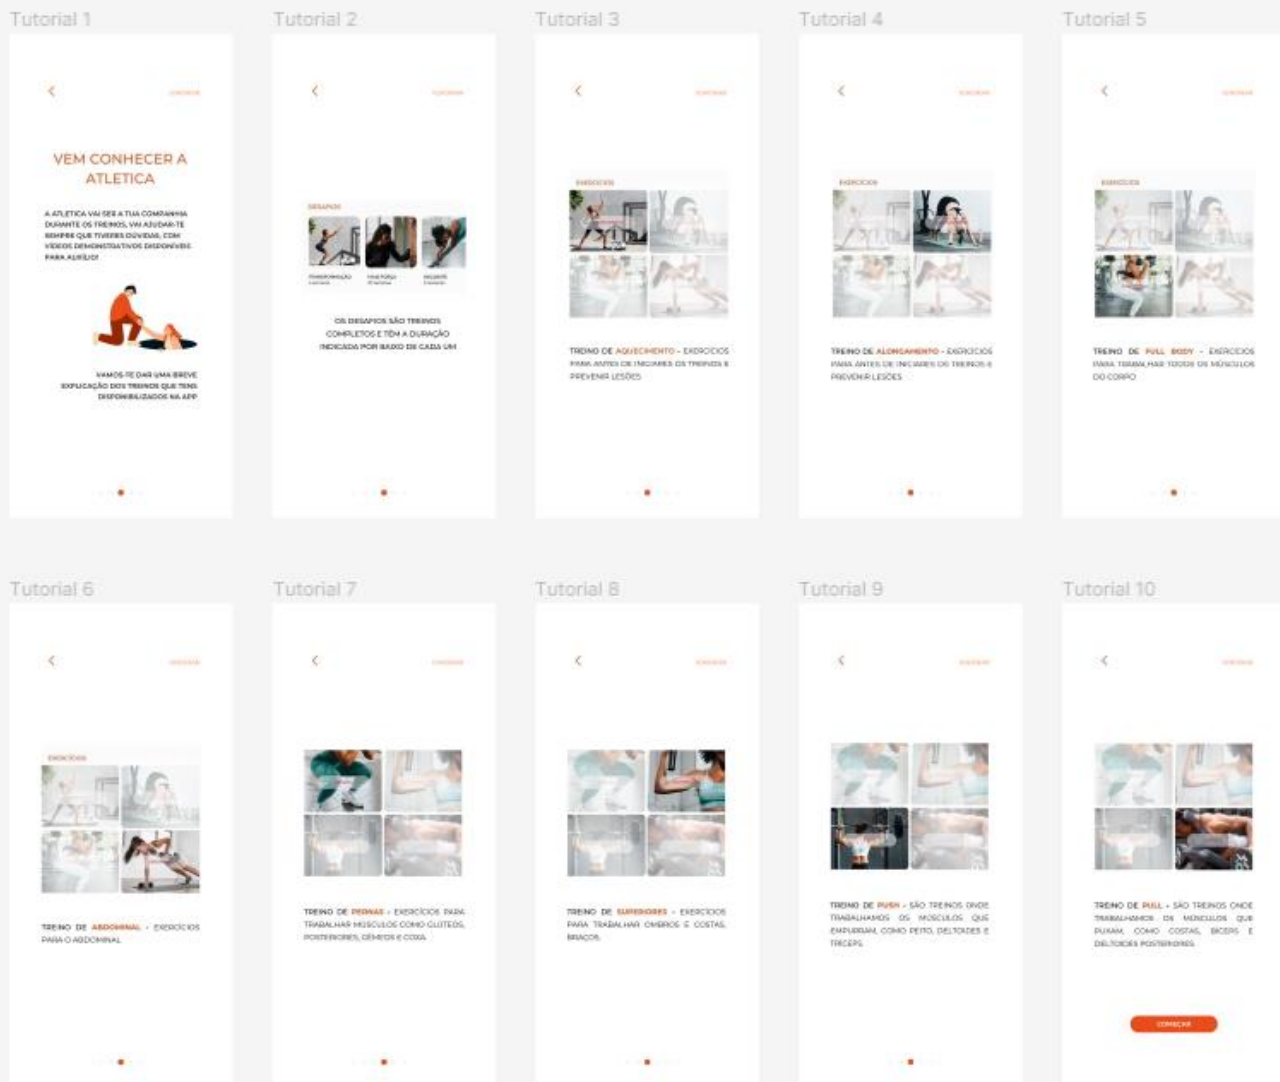 Tutorial 1
VEM CONHECER A
ATLETICA
A ATLETICA VAI SER A TUA COMPANHIA
DURANTE OS TREINOS, VAI AJUDAR-TE
SEMPRE QUE TIVERES DÚVIDAS, COM
VÍDEOS DEMONSTRATIVOS DISPONÍVEIS
PARA AUXÍLIO!
VAMOS-TE DAR UMA BREVE
EXPLICAÇÃO DOS TREINOS QUE TENS
DISPONIBILIZADOS NA APP
Tutorial 2
DESAFIOS
TRANSFORMAÇÃO
OS DESAFIOS SÃO TREINOS
COMPLETOS E TÊM A DURAÇÃO
INDICADA POR BAIXO DE CADA UM
Tutorial 3
EXERCÍCIOS
TREINO DE AQUECIMENTO - EXERCÍCIOS
PARA ANTES DE INICIARES OS TREINOS E
PREVENIR LESÕES
Tutorial 4
EXERCÍCIOS
TREINO DE ALONGAMENTO - EXERCÍCIOS
PARA ANTES DE INICIARES OS TREINOS E
PREVENIR LESÕES
Tutorial 5
EXERCÍCIOS
TREINO DE FULL BODY - EXERCÍCIOS
PARA TRABALHAR TODOS OS MÚSCULOS
DO CORPO
Tutorial 6
EXERCÍCIOS
TREINO DE ABDOMINAL - EXERCÍCIOS
PARA O ABDOMINAL
Tutorial 7
TREINO DE PERNAS - EXERCÍCIOS PARA
TRABALHAR MÚSCULOS COMO GLÚTEOS,
POSTERIORES, GÉMEOS E COXA.
Tutorial 8
TREINO DE SUPERIORES - EXERCÍCIOS
PARA TRABALHAR OMBROS E COSTAS,
BRAÇOS.
Tutorial 9
TREINO DE PUSH - SÃO TREINOS ONDE
TRABALHAMOS OS MÚSCULOS QUE
EMPURRAM, COMO PEITO, DELTOIDES E
TRICEPS.
Tutorial 10
TREINO DE PULL - SÃO TREINOS ONDE
TRABALHAMOS OS MÚSCULOS QUE
PUXAM, COMO COSTAS, BICEPS E
DELTOIDES POSTERIORES.
COMEÇAR